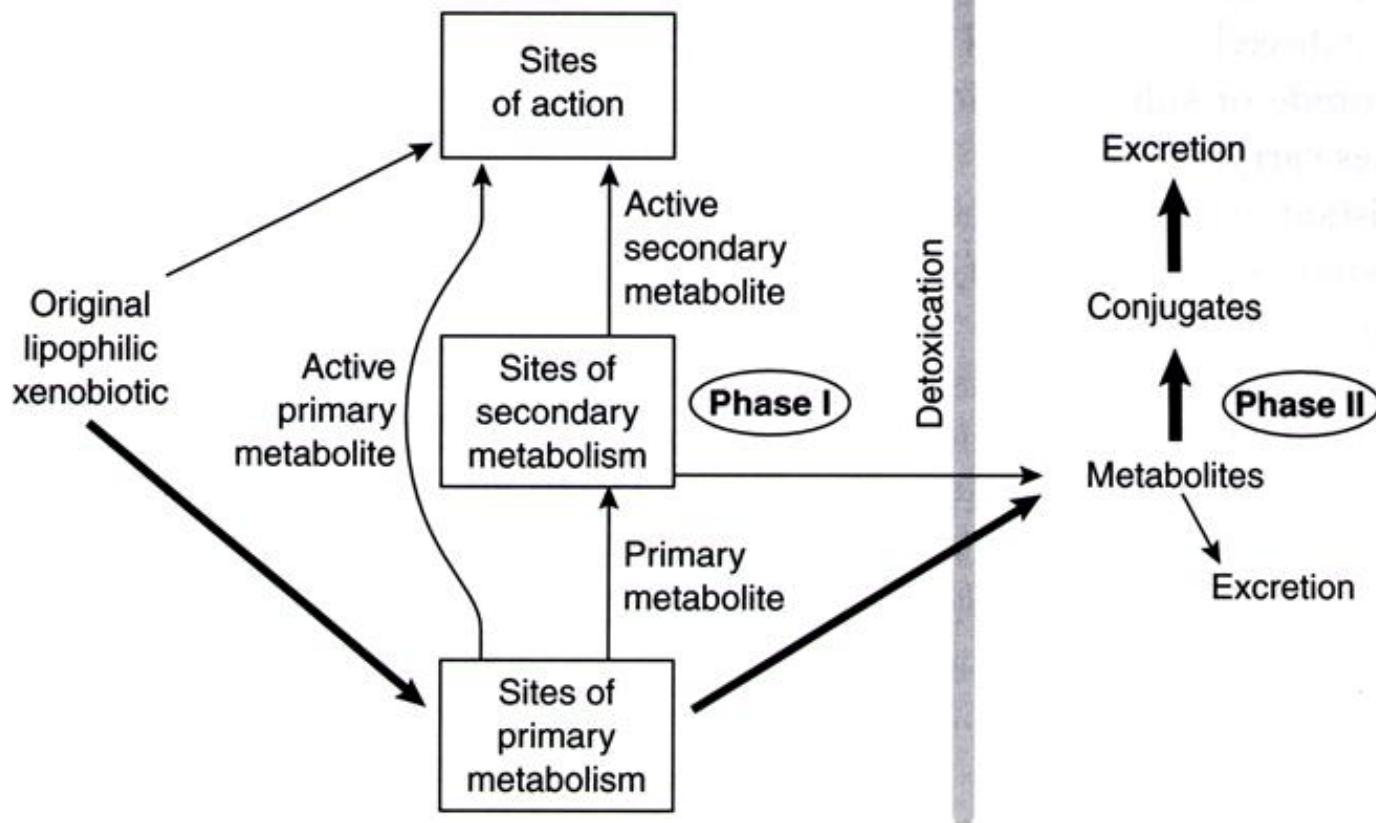 Sites
of action
Excretion
Active
secondary
metabolite
Original
lipophilic
xenobiotic
Conjugates
Active
primary
metabolite
Sites of
secondary
metabolism
Phase I
Detoxication
Phase II
Metabolites
Primary
metabolite
Excretion
Sites of
primary
metabolism